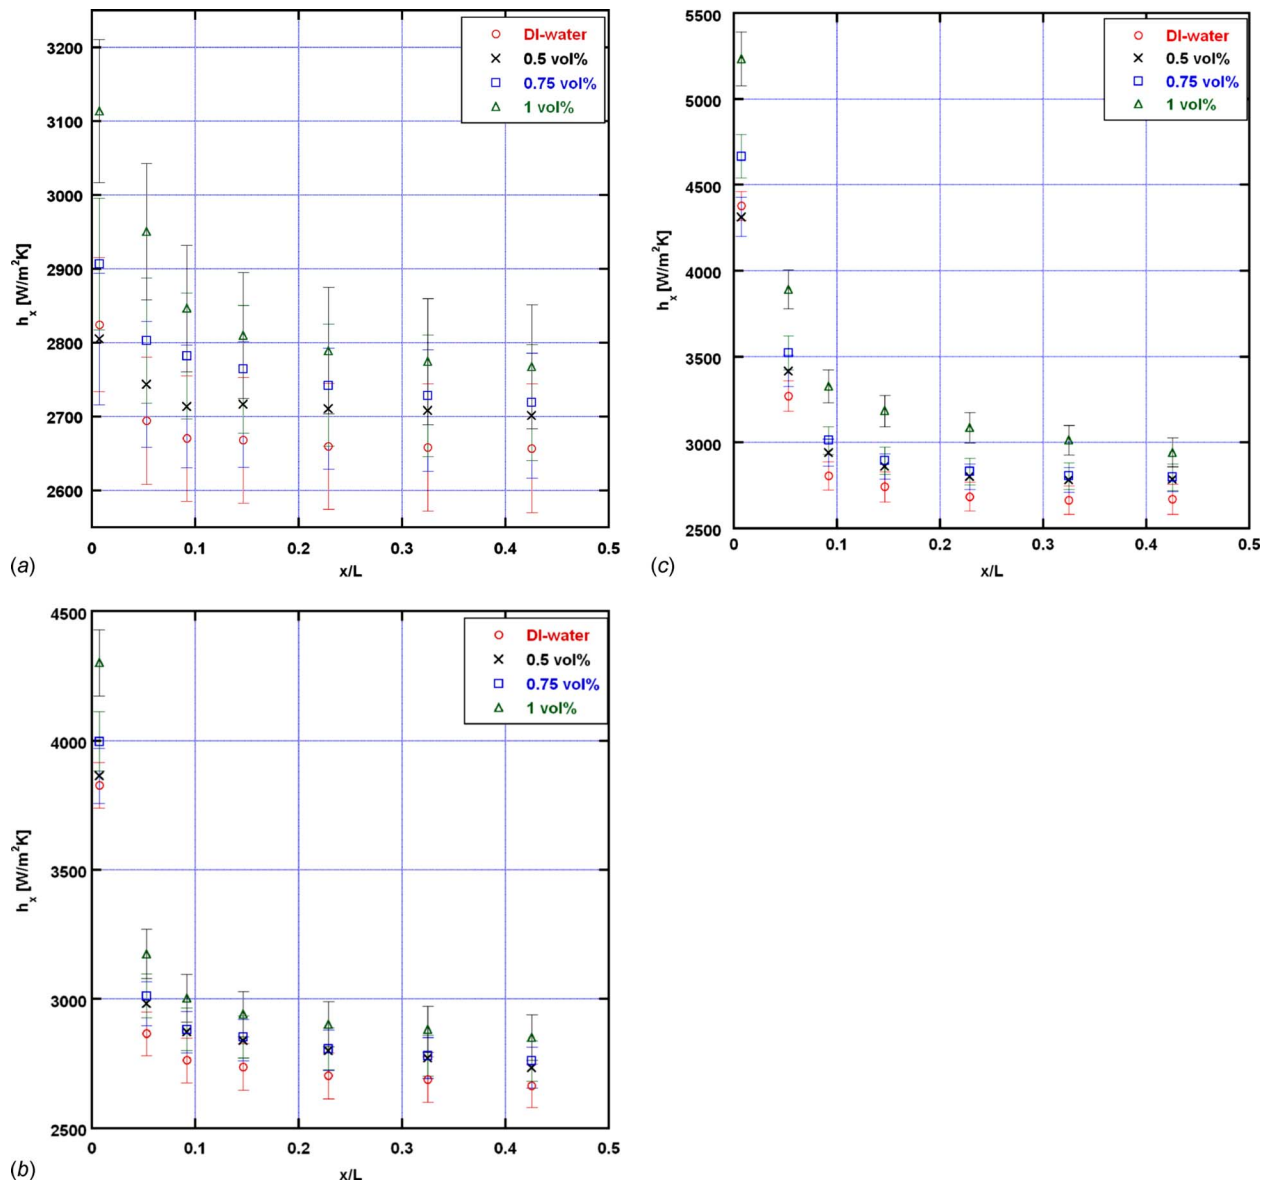 3200
3100
3000
2900
2800
2700
2600
hₓ [W/m²K]
DI-water
0.5 vol%
0.75 vol%
1 vol%
0 0.1 0.2 0.3 0.4 0.5
x/L
(a)
5500
5000
4500
4000
3500
3000
2500
hₓ [W/m²K]
DI-water
0.5 vol%
0.75 vol%
1 vol%
0 0.1 0.2 0.3 0.4 0.5
x/L
(c)
4500
4000
3500
3000
2500
hₓ [W/m²K]
DI-water
0.5 vol%
0.75 vol%
1 vol%
0 0.1 0.2 0.3 0.4 0.5
x/L
(b)